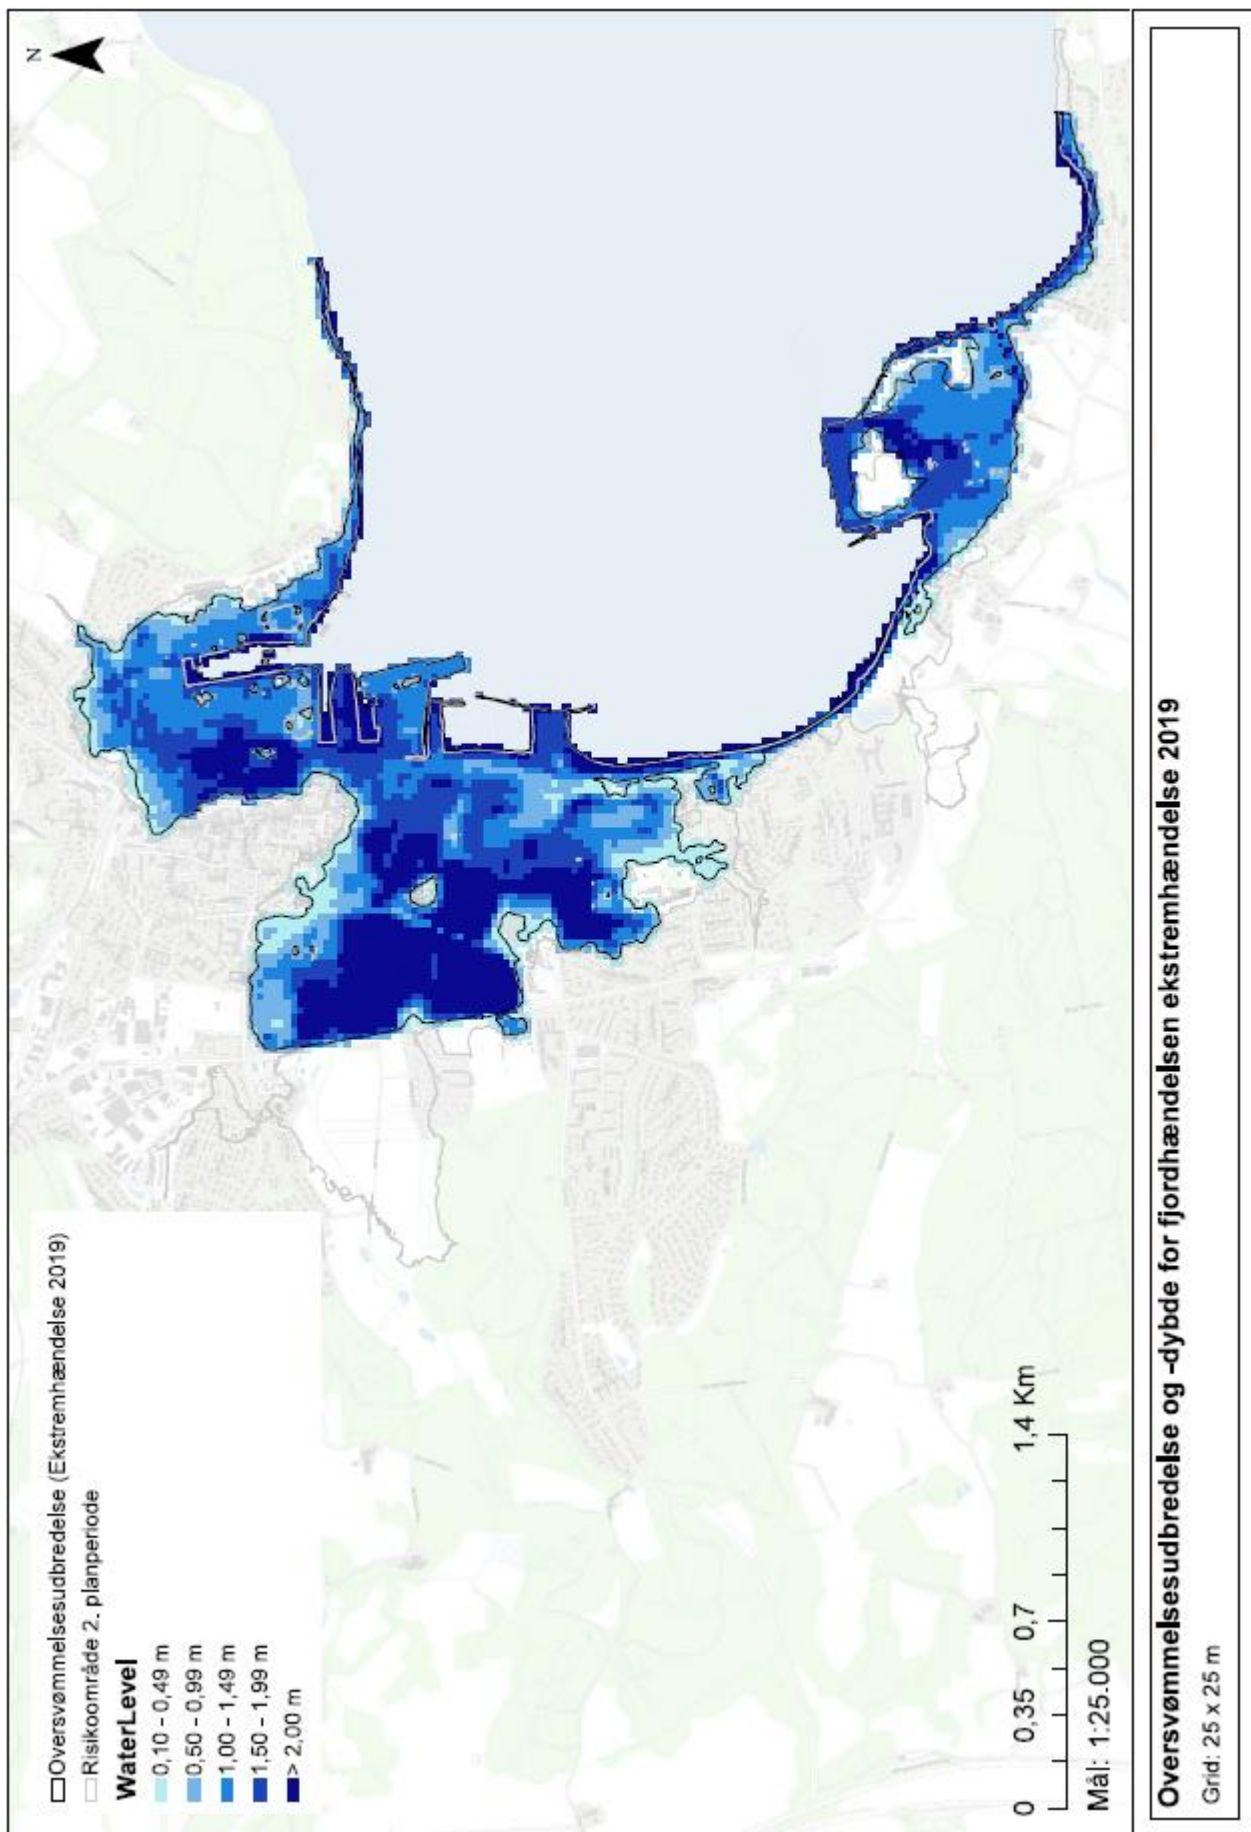 N
Oversvømmelsesudbredelse (Ekstremhændelse 2019)
Risikoområde 2. planperiode
WaterLevel
0,10 - 0,49 m
0,50 - 0,99 m
1,00 - 1,49 m
1,50 - 1,99 m
> 2,00 m
0 0,35 0,7 1,4 Km
Mål: 1:25.000
Oversvømmelsesudbredelse og -dybde for fjordhændelsen ekstremhændelse 2019
Grid: 25 x 25 m